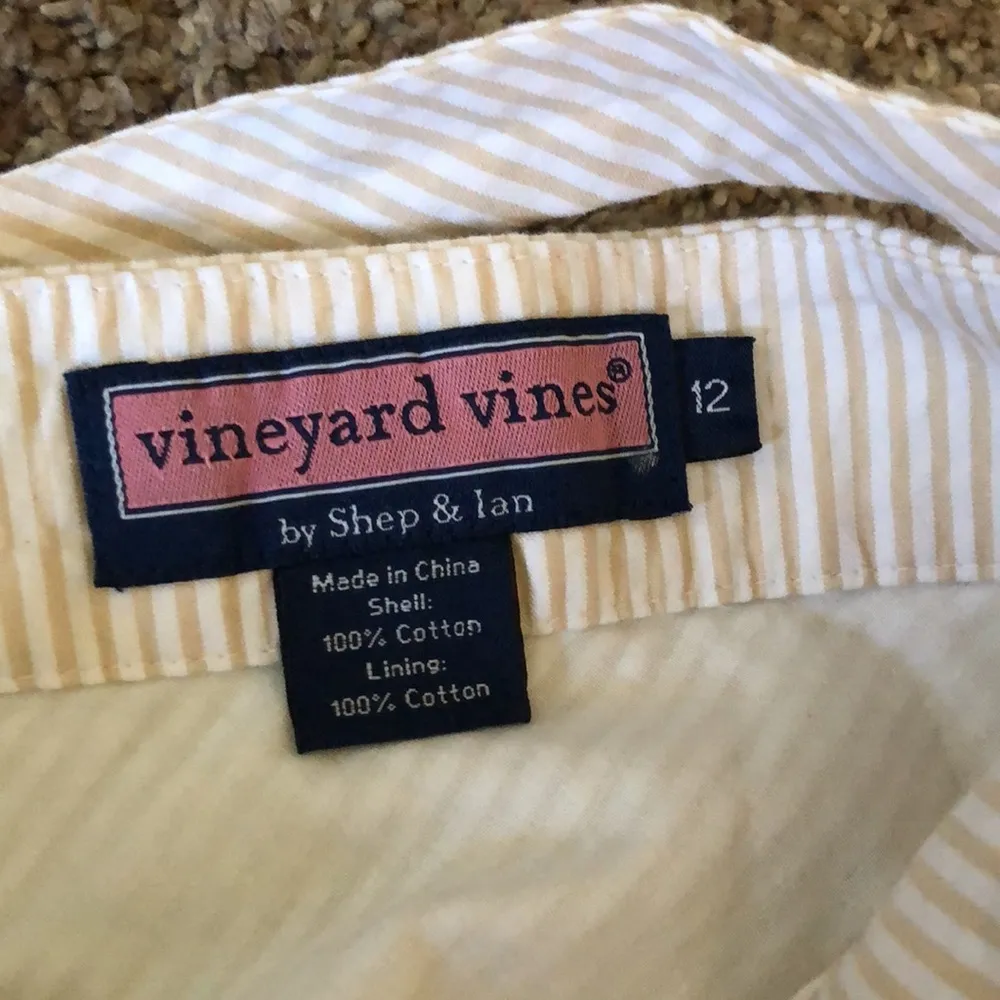 vineyard vines®
12
by Shep & Ian
Made in China
Shell:
100% Cotton
Lining:
100% Cotton